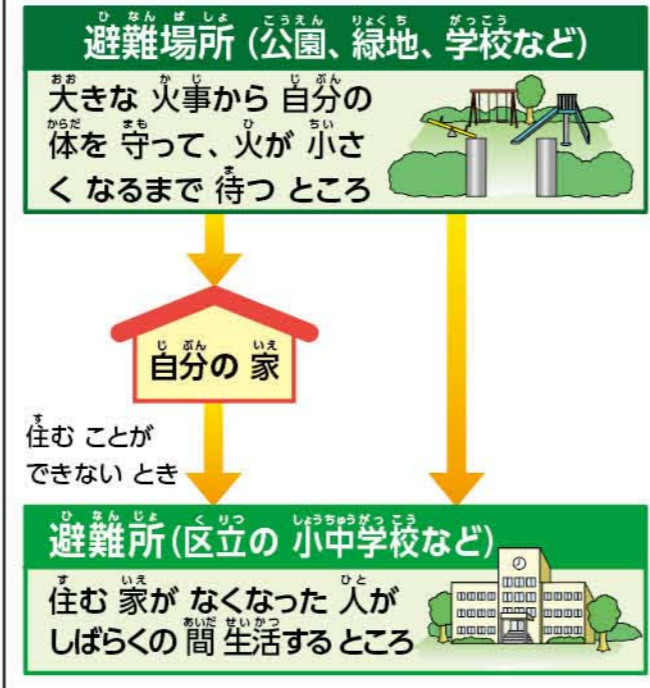 避難場所（公園、緑地、学校など）
大きな 火事から 自分の
体を 守って、火が 小さ
く なるまで 待つ ところ
自分の 家
住む ことが
できない とき
避難所（区立の 小中学校など）
住む 家が なくなった 人が
しばらくの 間 生活する ところ